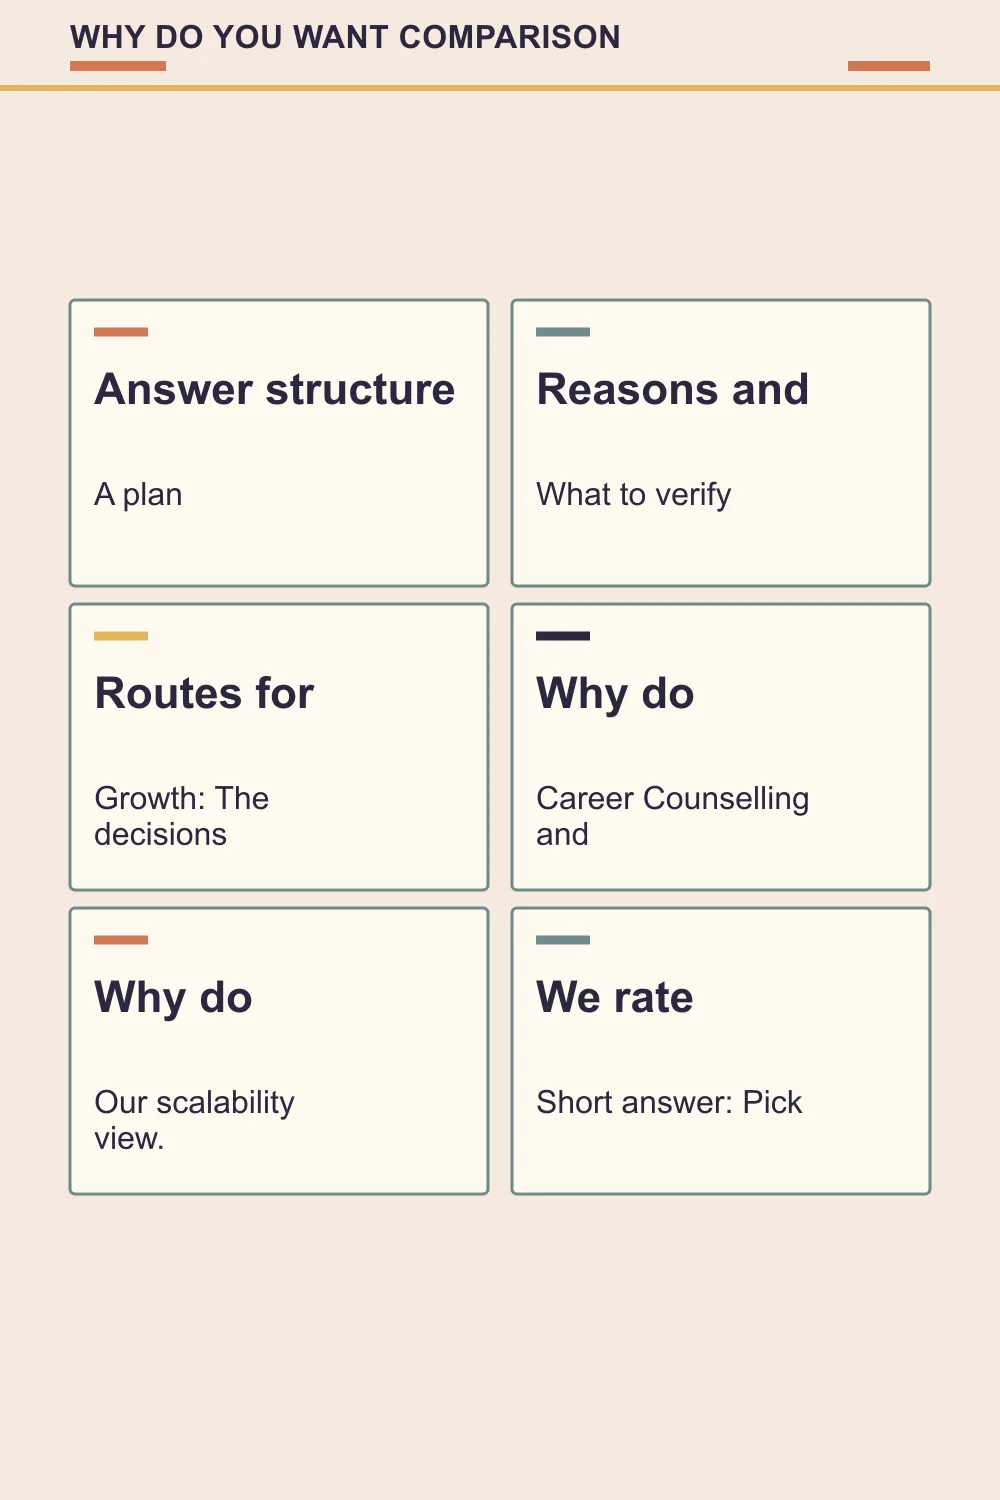 WHY DO YOU WANT COMPARISON
Answer structure
A plan
Reasons and
What to verify
Routes for
Growth: The
decisions
Why do
Career Counselling
and
Why do
Our scalability
view.
We rate
Short answer: Pick